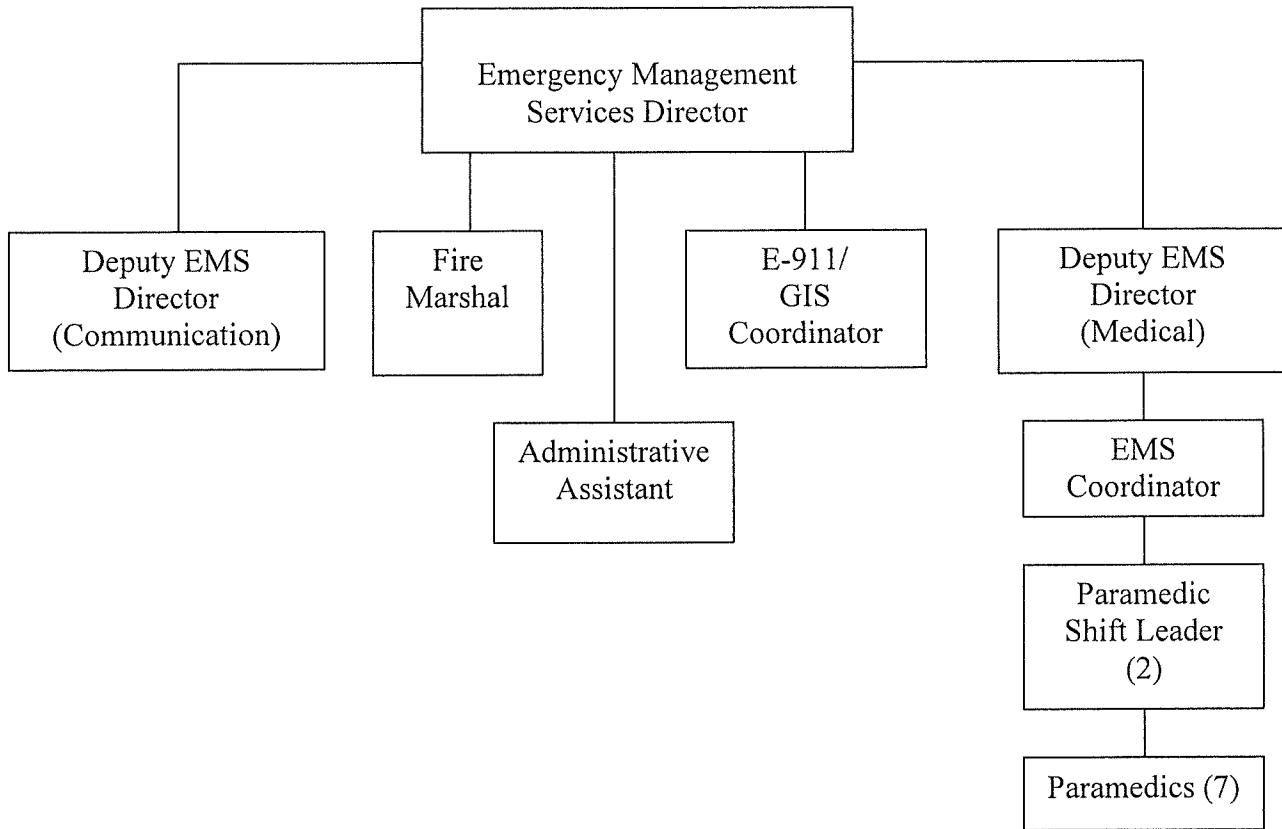 Emergency Management
Services Director
Deputy EMS
Director
(Communication)
Fire
Marshal
E-911/
GIS
Coordinator
Deputy EMS
Director
(Medical)
Administrative
Assistant
EMS
Coordinator
Paramedic
Shift Leader
(2)
Paramedics (7)